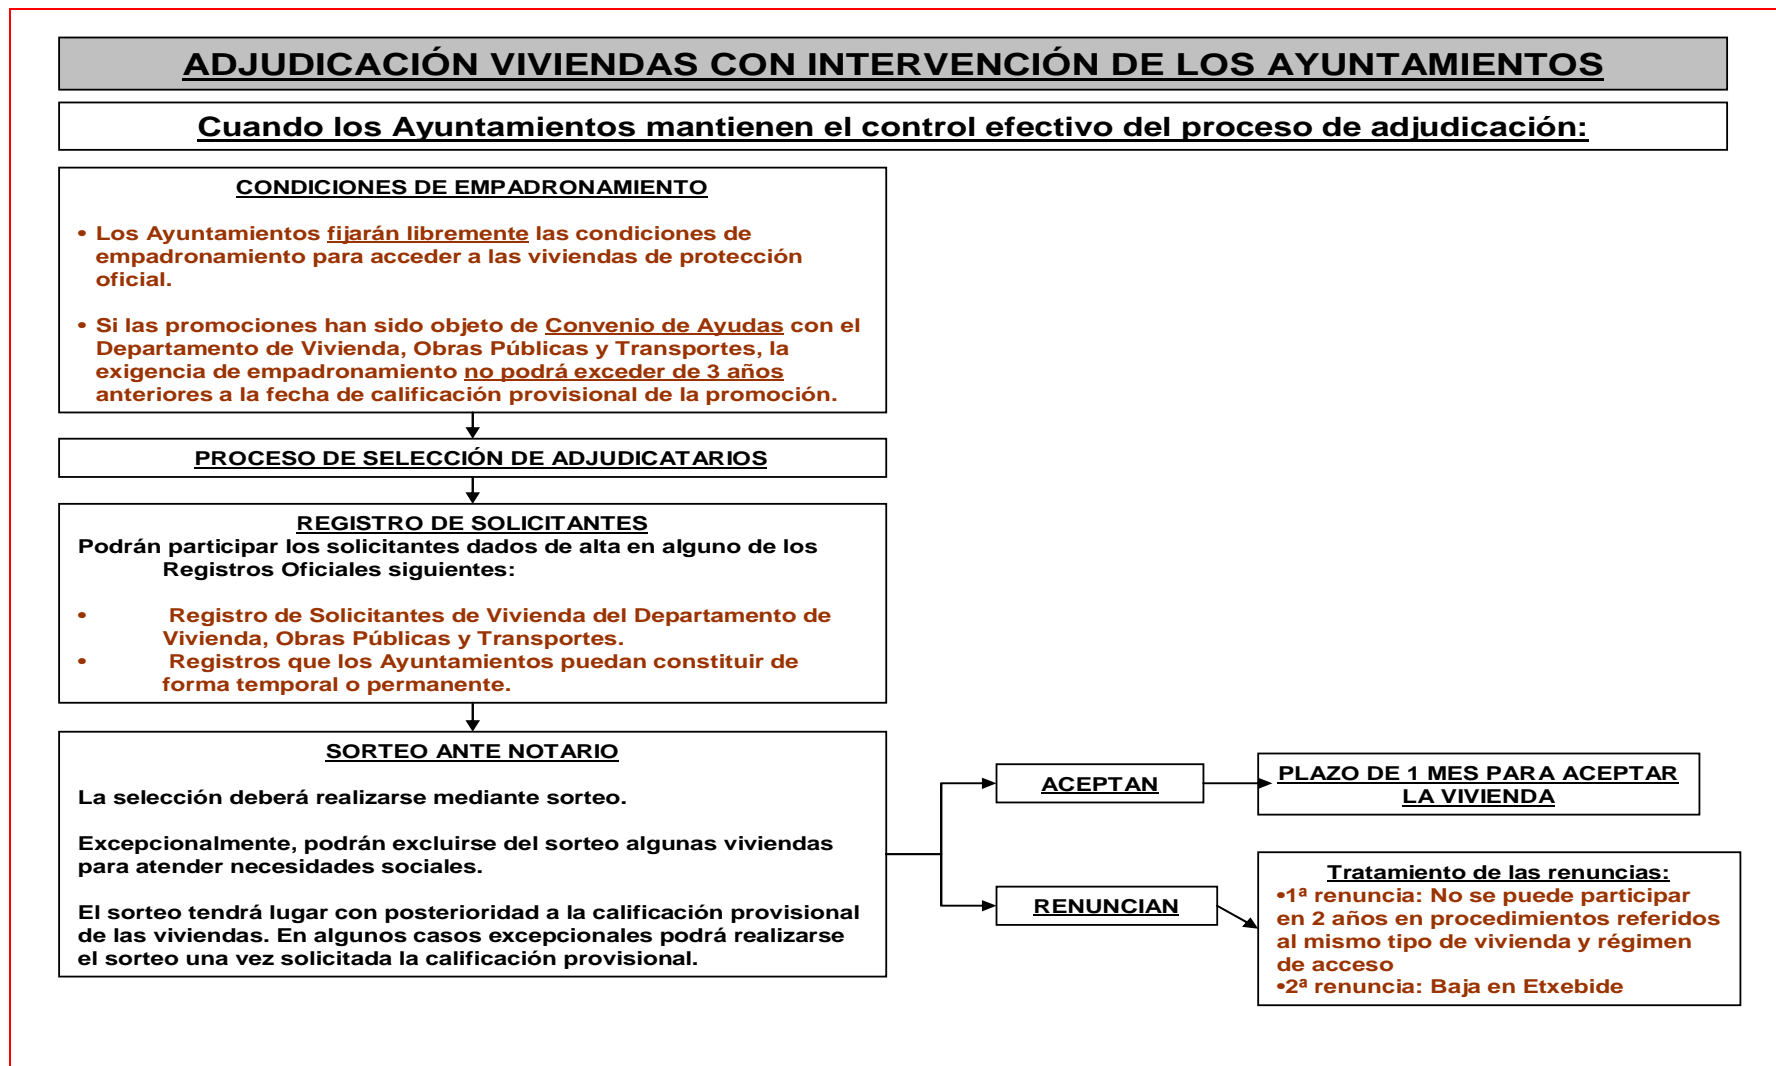 ADJUDICACIÓN VIVIENDAS CON INTERVENCIÓN DE LOS AYUNTAMIENTOS
Cuando los Ayuntamientos mantienen el control efectivo del proceso de adjudicación:
CONDICIONES DE EMPADRONAMIENTO
• Los Ayuntamientos fijarán libremente las condiciones de
empadronamiento para acceder a las viviendas de protección
oficial.
• Si las promociones han sido objeto de Convenio de Ayudas con el
Departamento de Vivienda, Obras Públicas y Transportes, la
exigencia de empadronamiento no podrá exceder de 3 años
anteriores a la fecha de calificación provisional de la promoción.
PROCESO DE SELECCIÓN DE ADJUDICATARIOS
REGISTRO DE SOLICITANTES
Podrán participar los solicitantes dados de alta en alguno de los
Registros Oficiales siguientes:
• Registro de Solicitantes de Vivienda del Departamento de
Vivienda, Obras Públicas y Transportes.
• Registros que los Ayuntamientos puedan constituir de
forma temporal o permanente.
SORTEO ANTE NOTARIO
La selección deberá realizarse mediante sorteo.
Excepcionalmente, podrán excluirse del sorteo algunas viviendas
para atender necesidades sociales.
El sorteo tendrá lugar con posterioridad a la calificación provisional
de las viviendas. En algunos casos excepcionales podrá realizarse
el sorteo una vez solicitada la calificación provisional.
ACEPTAN
PLAZO DE 1 MES PARA ACEPTAR
LA VIVIENDA
RENUNCIAN
Tratamiento de las renuncias:
•1ª renuncia: No se puede participar
en 2 años en procedimientos referidos
al mismo tipo de vivienda y régimen
de acceso
•2ª renuncia: Baja en Etxebide